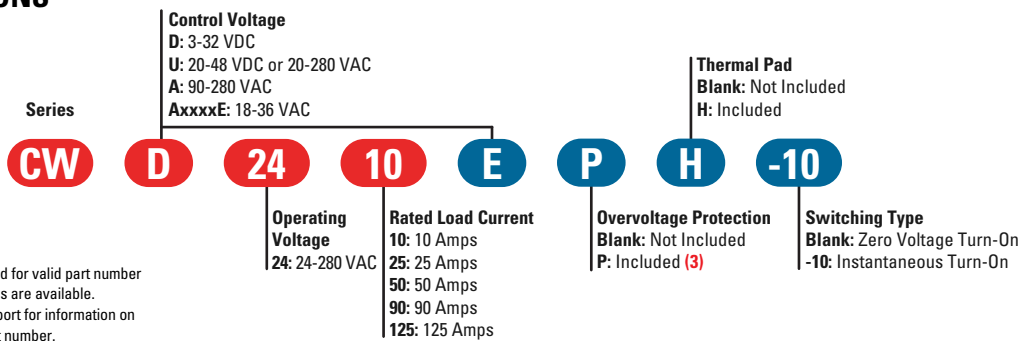 Control Voltage
D: 3-32 VDC
U: 20-48 VDC or 20-280 VAC
A: 90-280 VAC
AxxxxE: 18-36 VAC
Thermal Pad
Blank: Not Included
H: Included
Series
CW D 24 10 E P H -10
Operating
Voltage
24: 24-280 VAC
Rated Load Current
10: 10 Amps
25: 25 Amps
50: 50 Amps
90: 90 Amps
125: 125 Amps
Overvoltage Protection
Blank: Not Included
P: Included (3)
Switching Type
Blank: Zero Voltage Turn-On
-10: Instantaneous Turn-On
for valid part number
are available.
for information on
number.